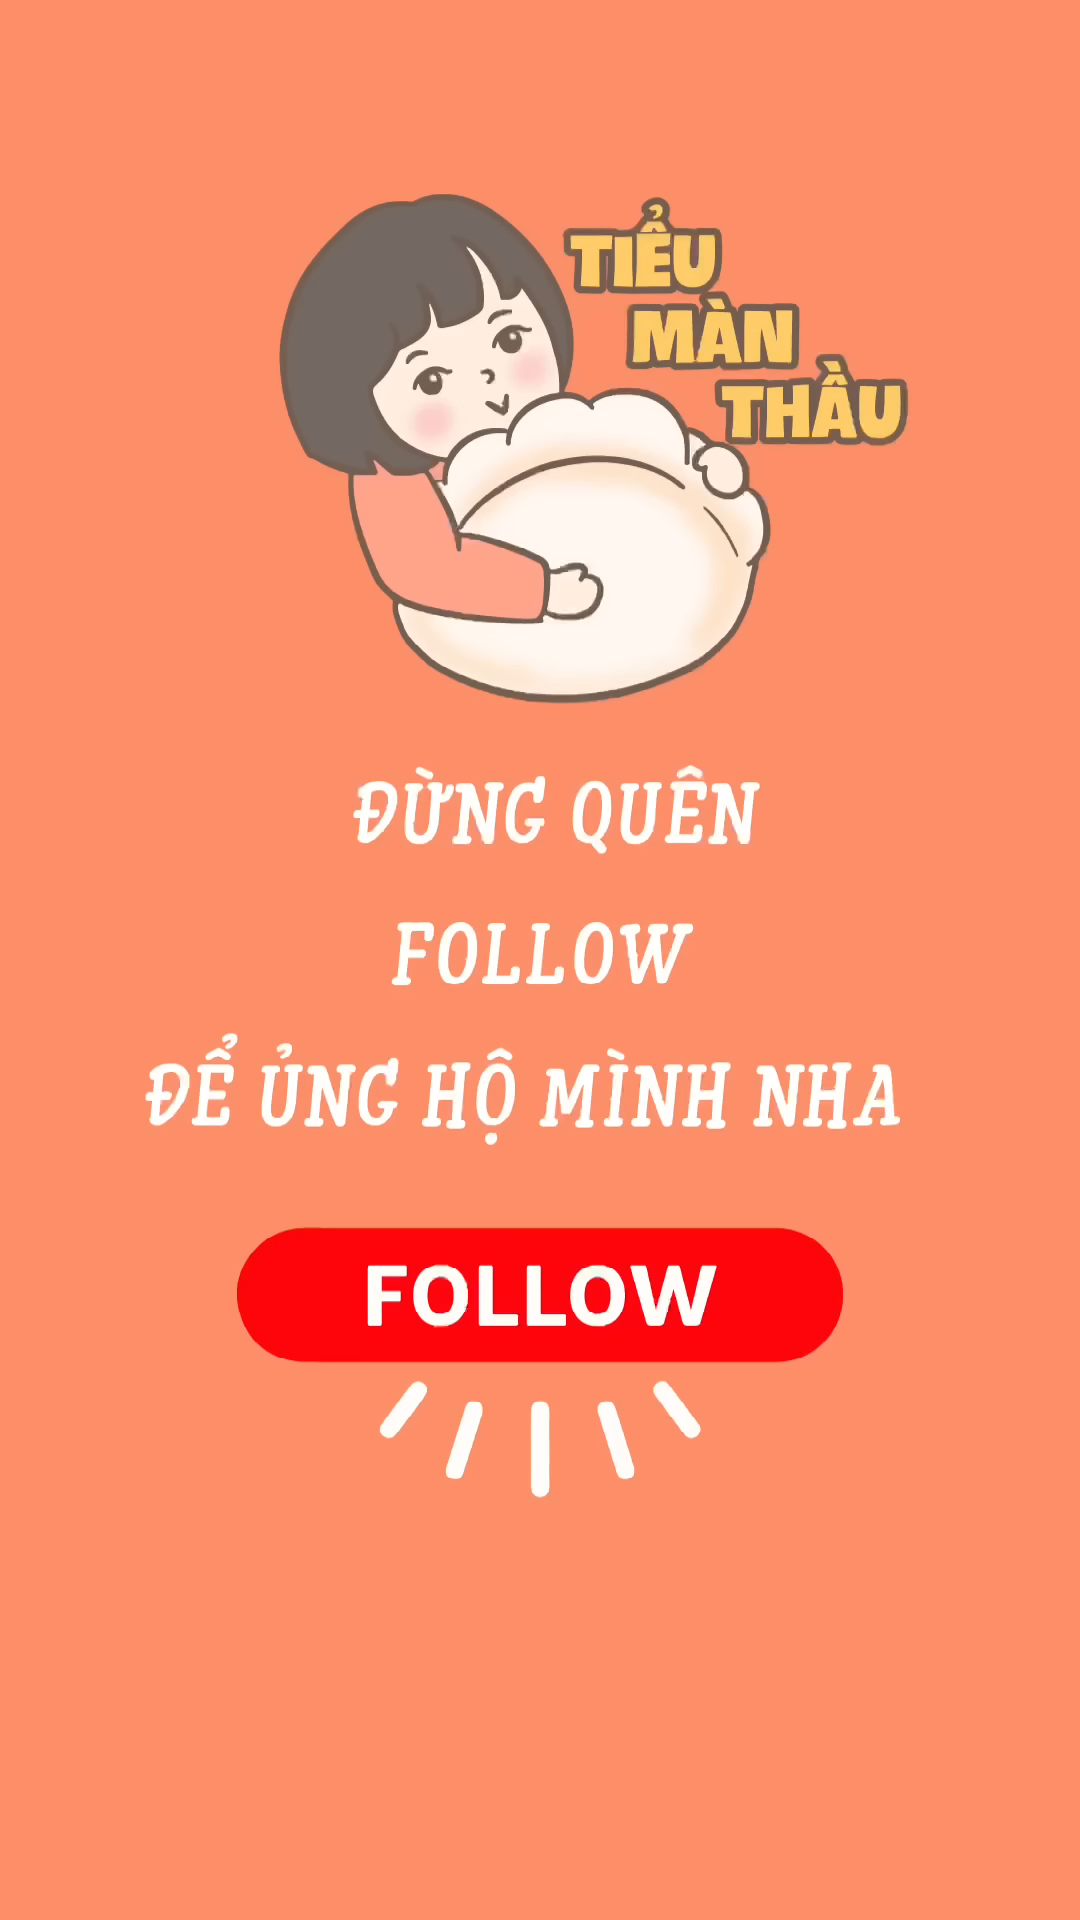 TIỂU
MÀN
THẦU
ĐỪNG QUÊN
FOLLOW
ĐỂ ỦNG HỘ MÌNH NHA
FOLLOW